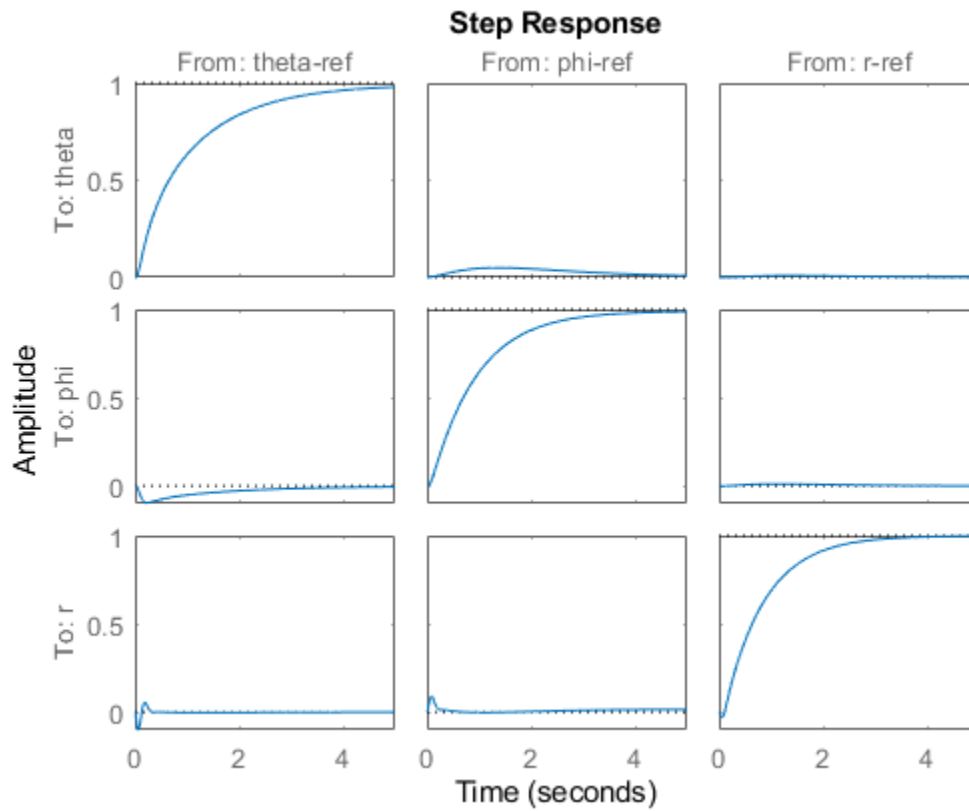 Step Response
From: theta-ref From: phi-ref From: r-ref
To: theta
1
0.5
0
To: phi
1
0.5
0
Amplitude
To: r
1
0.5
0
0 2 4 0 2 4 0 2 4
Time (seconds)